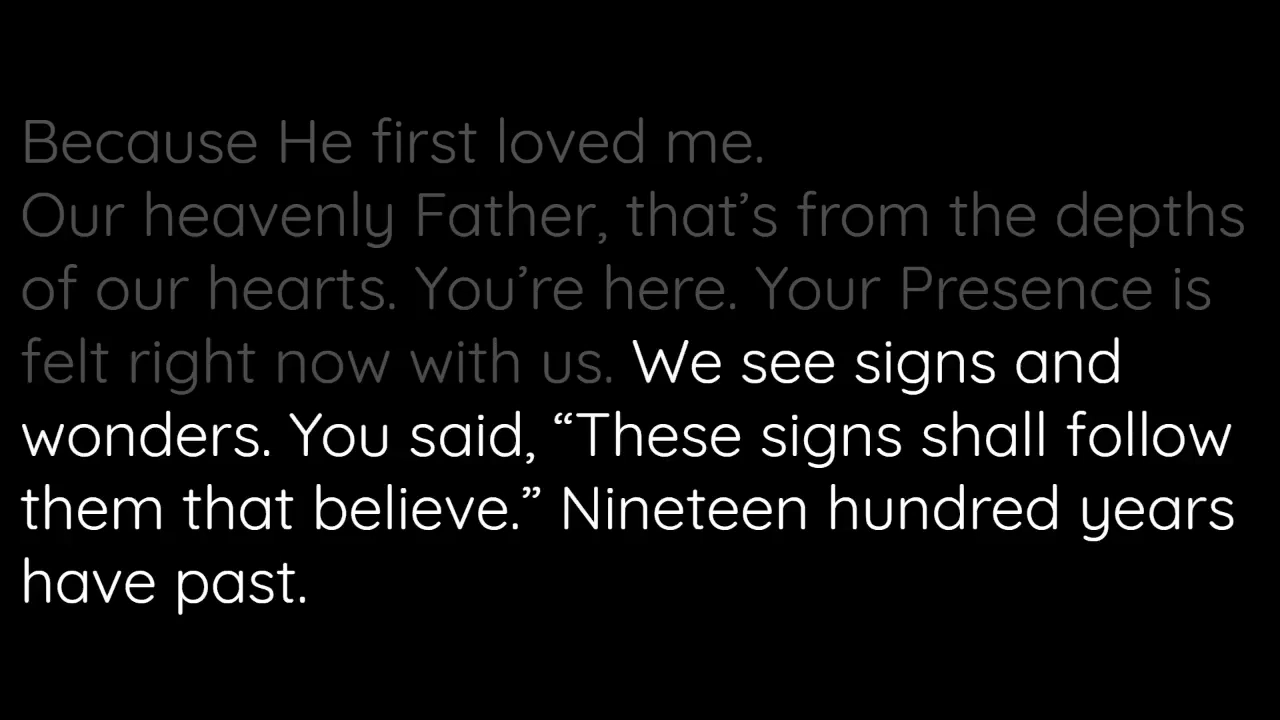 Because He first loved me.
Our heavenly Father, that’s from the depths
of our hearts. You’re here. Your Presence is
felt right now with us. We see signs and
wonders. You said, “These signs shall follow
them that believe.” Nineteen hundred years
have past.